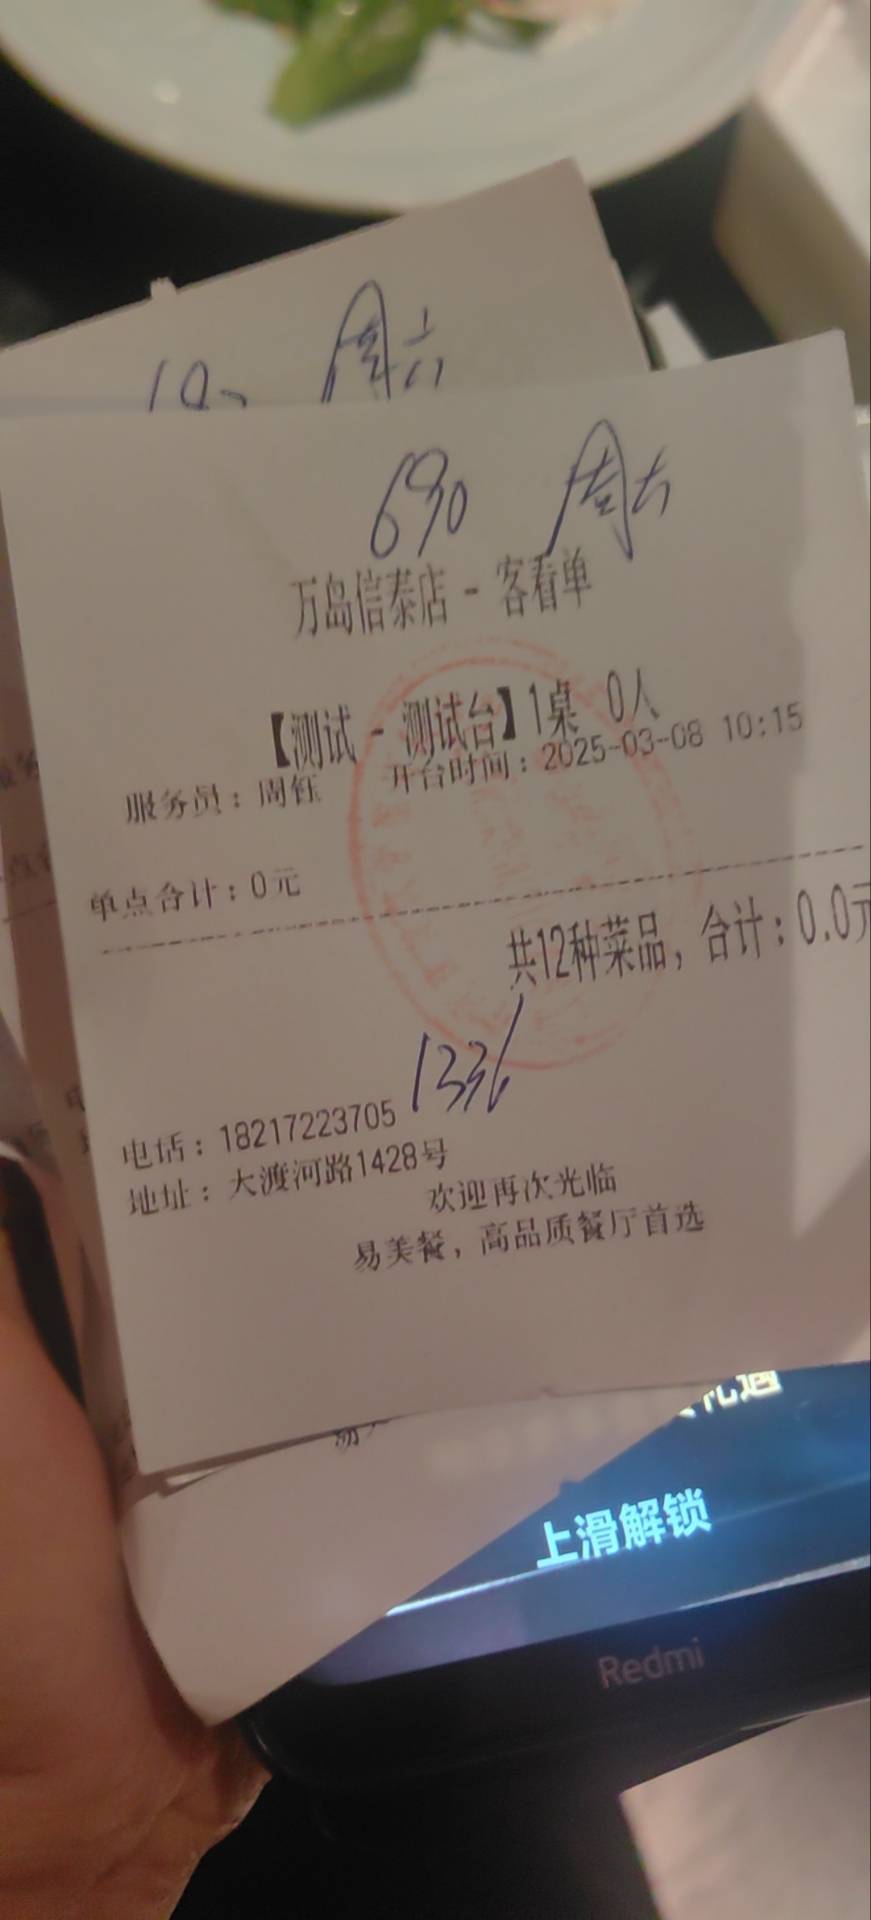 周六
690 周六
万岛信泰店 - 客看单
【测试 - 测试台】1桌 0人
服务员：周钰 开台时间：2025-03-08 10:15
单点合计：0元
共12种菜品，合计：0.0元
1336
电话：18217223705
地址：大渡河路1428号
欢迎再次光临
易美餐，高品质餐厅首选
上滑解锁
Redmi